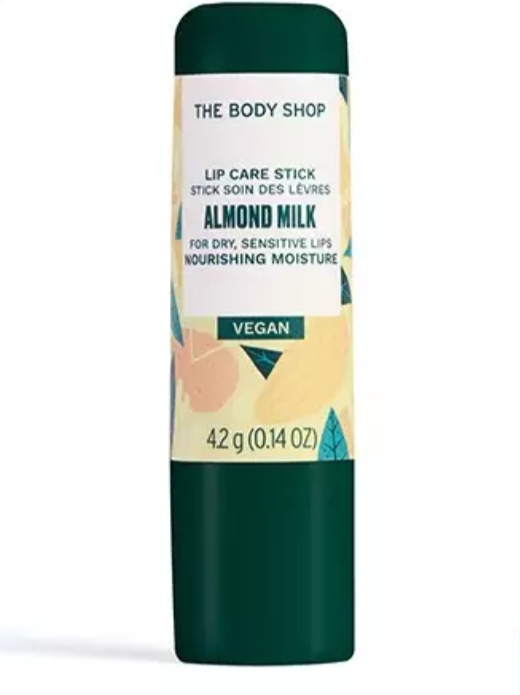 THE BODY SHOP
LIP CARE STICK
STICK SOIN DES LÈVRES
ALMOND MILK
FOR DRY, SENSITIVE LIPS
NOURISHING MOISTURE
VEGAN
4.2 g (0.14 OZ)